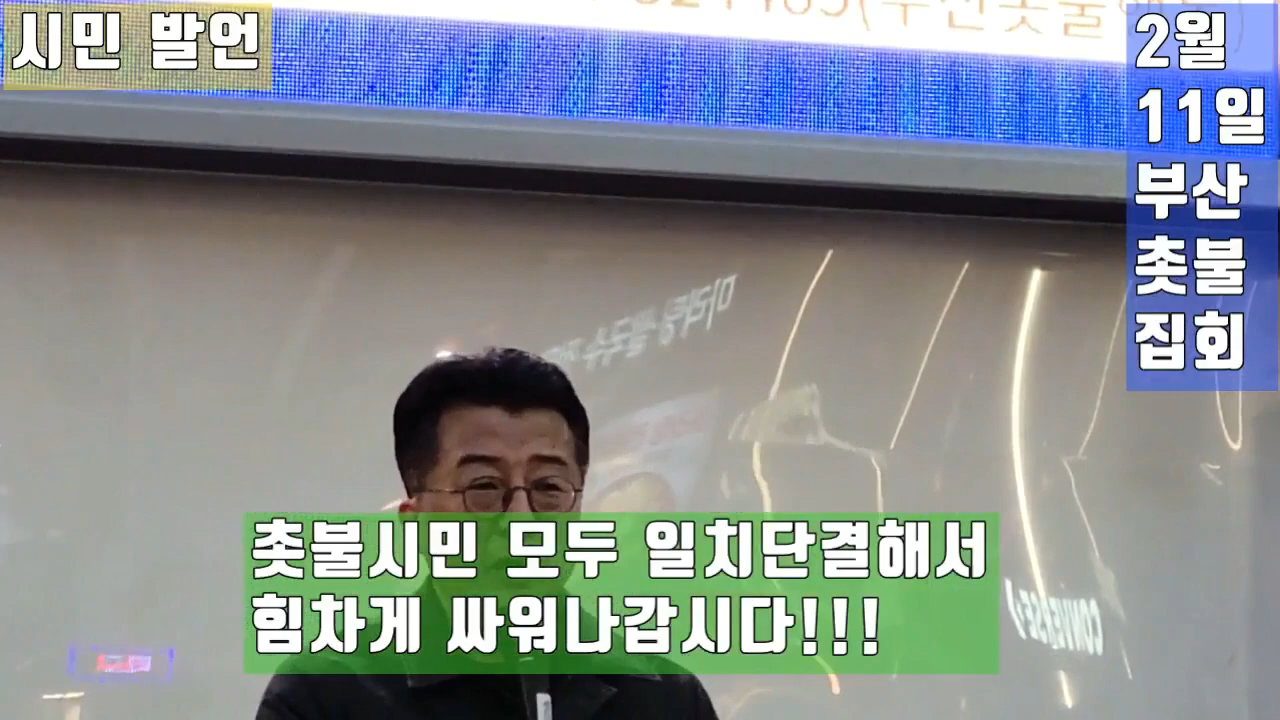 시민 발언
2월
11일
부산
촛불
집회
촛불시민 모두 일치단결해서
힘차게 싸워나갑시다!!!
CONVERSE